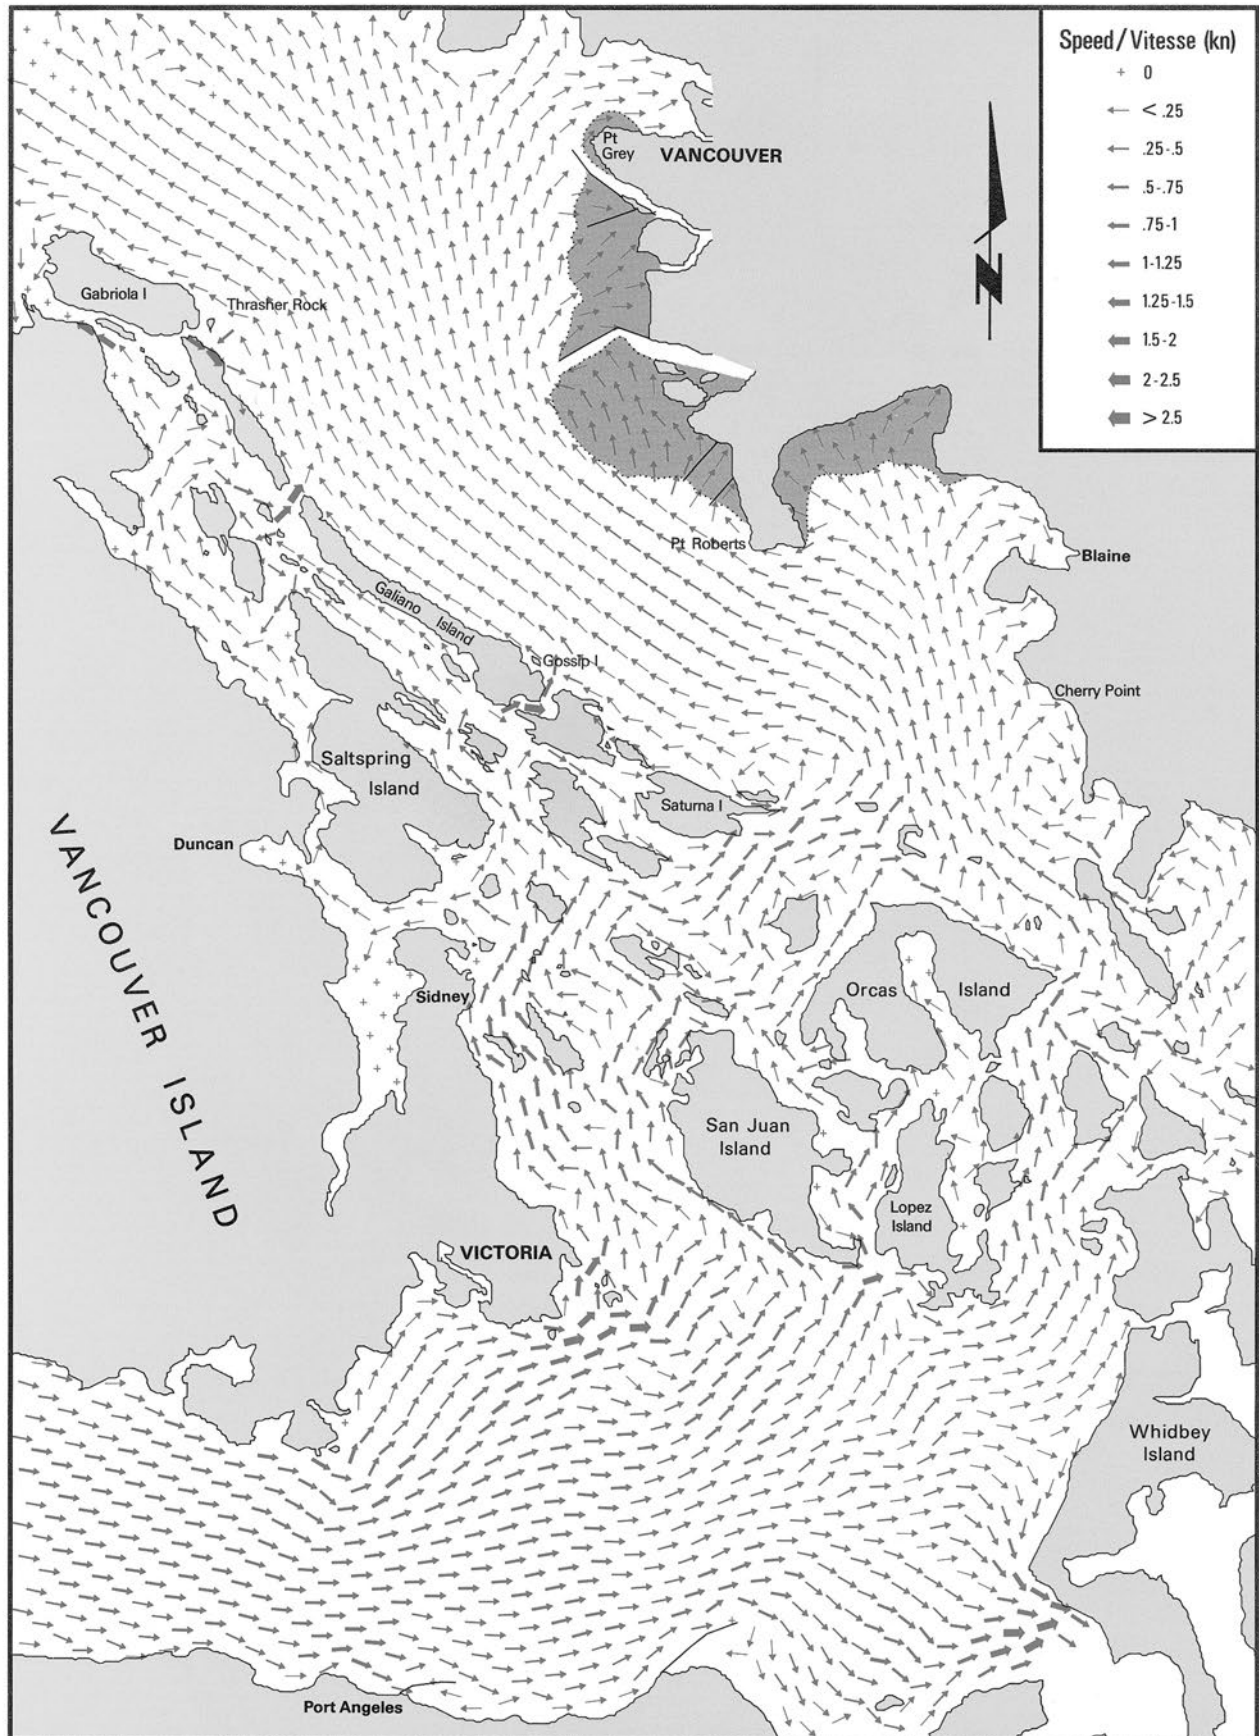 Speed/Vitesse (kn)
+ 0
< .25
.25-.5
.5-.75
.75-1
1-1.25
1.25-1.5
1.5-2
2-2.5
> 2.5
N
Pt
Grey
VANCOUVER
Gabriola I
Thrasher Rock
Pt Roberts
Blaine
Galiano
Island
Gossip I
Cherry Point
Saltspring
Island
Saturna I
Duncan
VANCOUVER ISLAND
Sidney
Orcas Island
San Juan
Island
Lopez
Island
VICTORIA
Whidbey
Island
Port Angeles